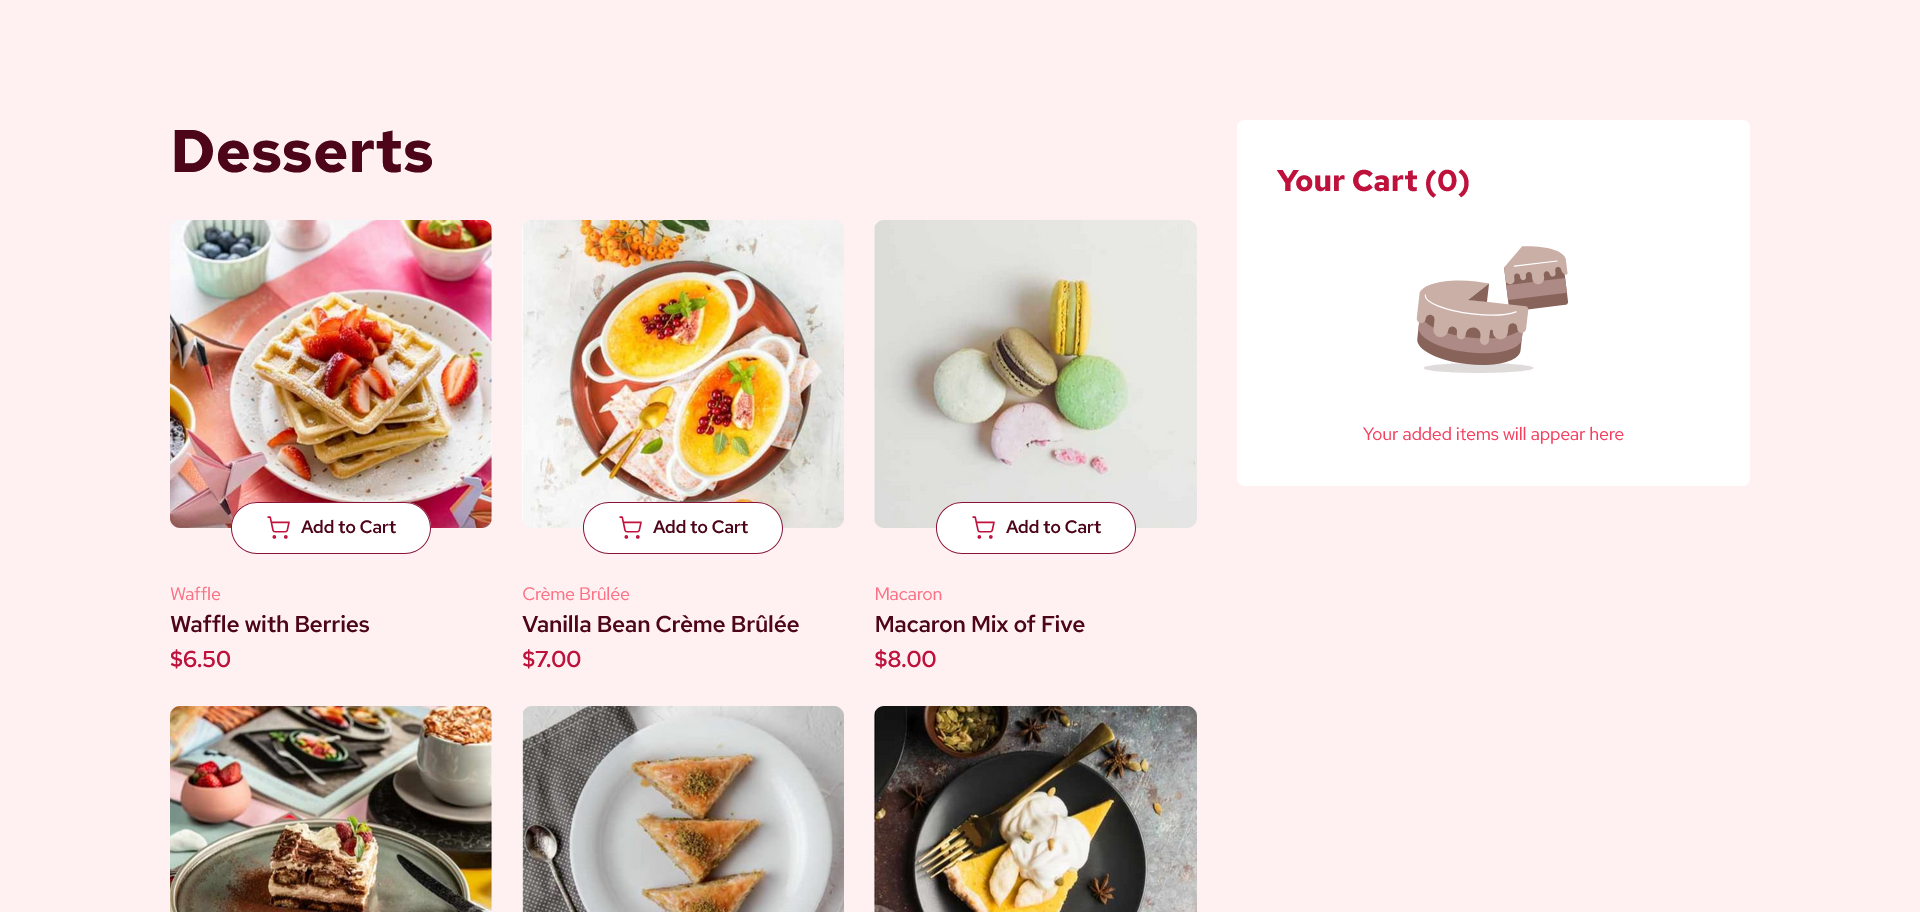 Desserts
Add to Cart
Waffle
Waffle with Berries
$6.50
Add to Cart
Crème Brûlée
Vanilla Bean Crème Brûlée
$7.00
Add to Cart
Macaron
Macaron Mix of Five
$8.00
Your Cart (0)
Your added items will appear here